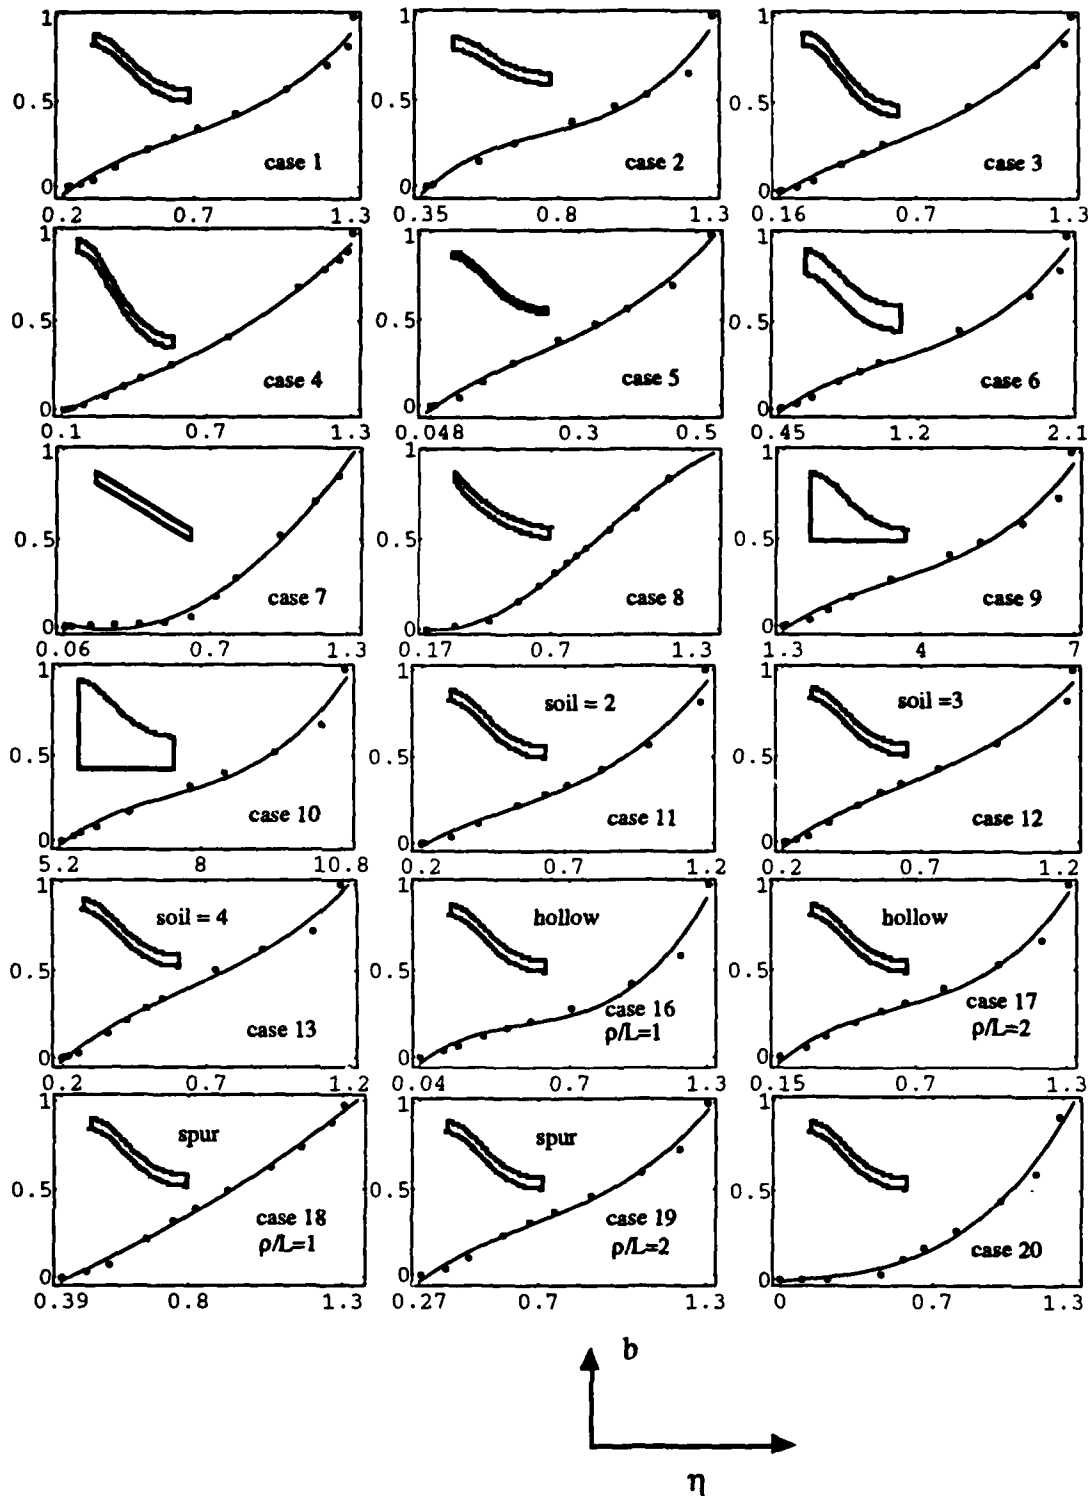 1 1 1
0.5 0.5 0.5
case 1 case 2 case 3
0 0 0
0.2 0.7 1.3 0.35 0.8 1.3 0.16 0.7 1.3
1 1 1
0.5 0.5 0.5
case 4 case 5 case 6
0 0 0
0.1 0.7 1.3 0.048 0.3 0.5 0.45 1.2 2.1
1 1 1
0.5 0.5 0.5
case 7 case 8 case 9
0 0 0
0.06 0.7 1.3 0.17 0.7 1.3 1.3 4 7
1 1 1
soil = 2 soil =3
0.5 0.5 0.5
case 10 case 11 case 12
0 0 0
5.2 8 10.8 0.2 0.7 1.2 0.2 0.7 1.2
1 1 1
soil = 4 hollow hollow
0.5 0.5 0.5
case 13 case 16 case 17
ρ/L=1 ρ/L=2
0 0 0
0.2 0.7 1.2 0.04 0.7 1.3 0.15 0.7 1.3
1 1 1
spur spur
0.5 0.5 0.5
case 18 case 19 case 20
ρ/L=1 ρ/L=2
0 0 0
0.39 0.8 1.3 0.27 0.7 1.3 0 0.7 1.3
b
η